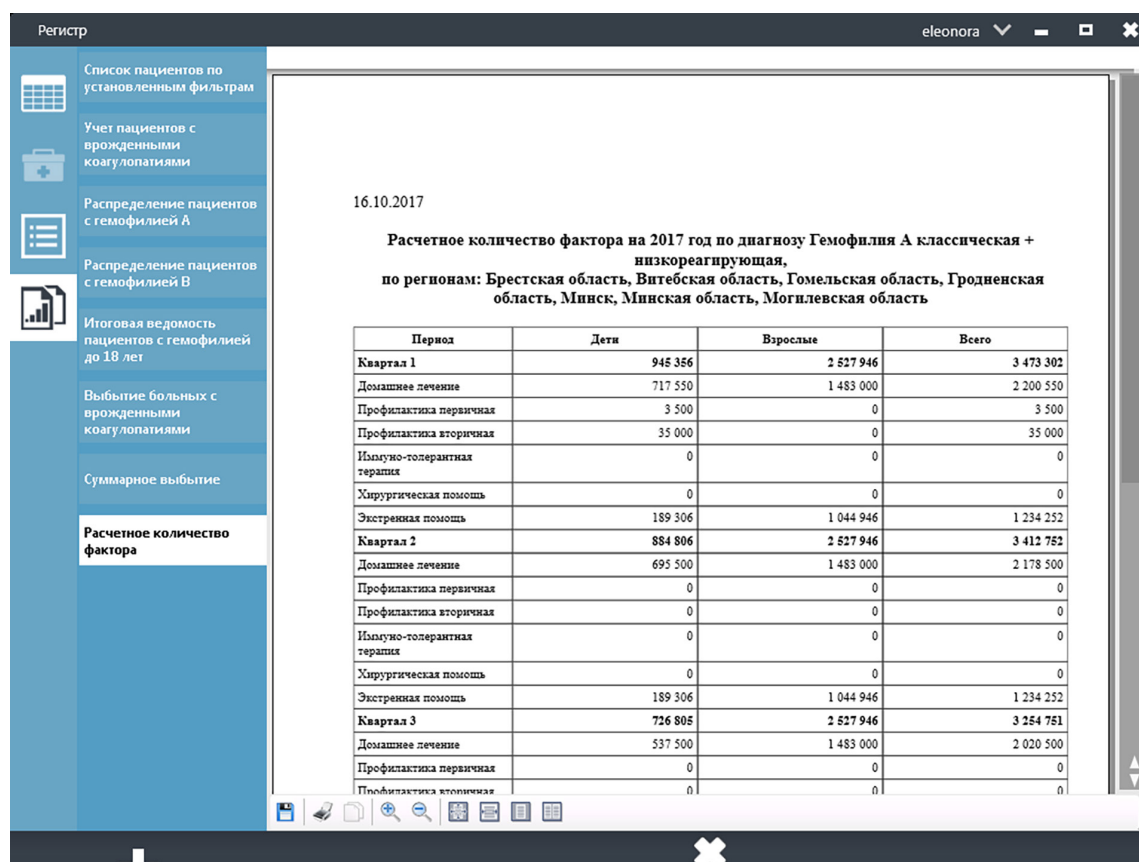 Регистр
eleonora
Список пациентов по
установленным фильтрам
Учет пациентов с
врожденными
коагулопатиями
Распределение пациентов
с гемофилией А
Распределение пациентов
с гемофилией В
Итоговая ведомость
пациентов с гемофилией
до 18 лет
Выбытие больных с
врожденными
коагулопатиями
Суммарное выбытие
Расчетное количество
фактора
16.10.2017
Расчетное количество фактора на 2017 год по диагнозу Гемофилия А классическая +
низкореагирующая,
по регионам: Брестская область, Витебская область, Гомельская область, Гродненская
область, Минск, Минская область, Могилевская область
Период Дети Взрослые Всего
Квартал 1 945 356 2 527 946 3 473 302
Домашнее лечение 717 550 1 483 000 2 200 550
Профилактика первичная 3 500 0 3 500
Профилактика вторичная 35 000 0 35 000
Иммуно-толерантная
терапия 0 0 0
Хирургическая помощь 0 0 0
Экстренная помощь 189 306 1 044 946 1 234 252
Квартал 2 884 806 2 527 946 3 412 752
Домашнее лечение 695 500 1 483 000 2 178 500
Профилактика первичная 0 0 0
Профилактика вторичная 0 0 0
Иммуно-толерантная
терапия 0 0 0
Хирургическая помощь 0 0 0
Экстренная помощь 189 306 1 044 946 1 234 252
Квартал 3 726 805 2 527 946 3 254 751
Домашнее лечение 537 500 1 483 000 2 020 500
Профилактика первичная 0 0 0
Профилактика вторичная 0 0 0